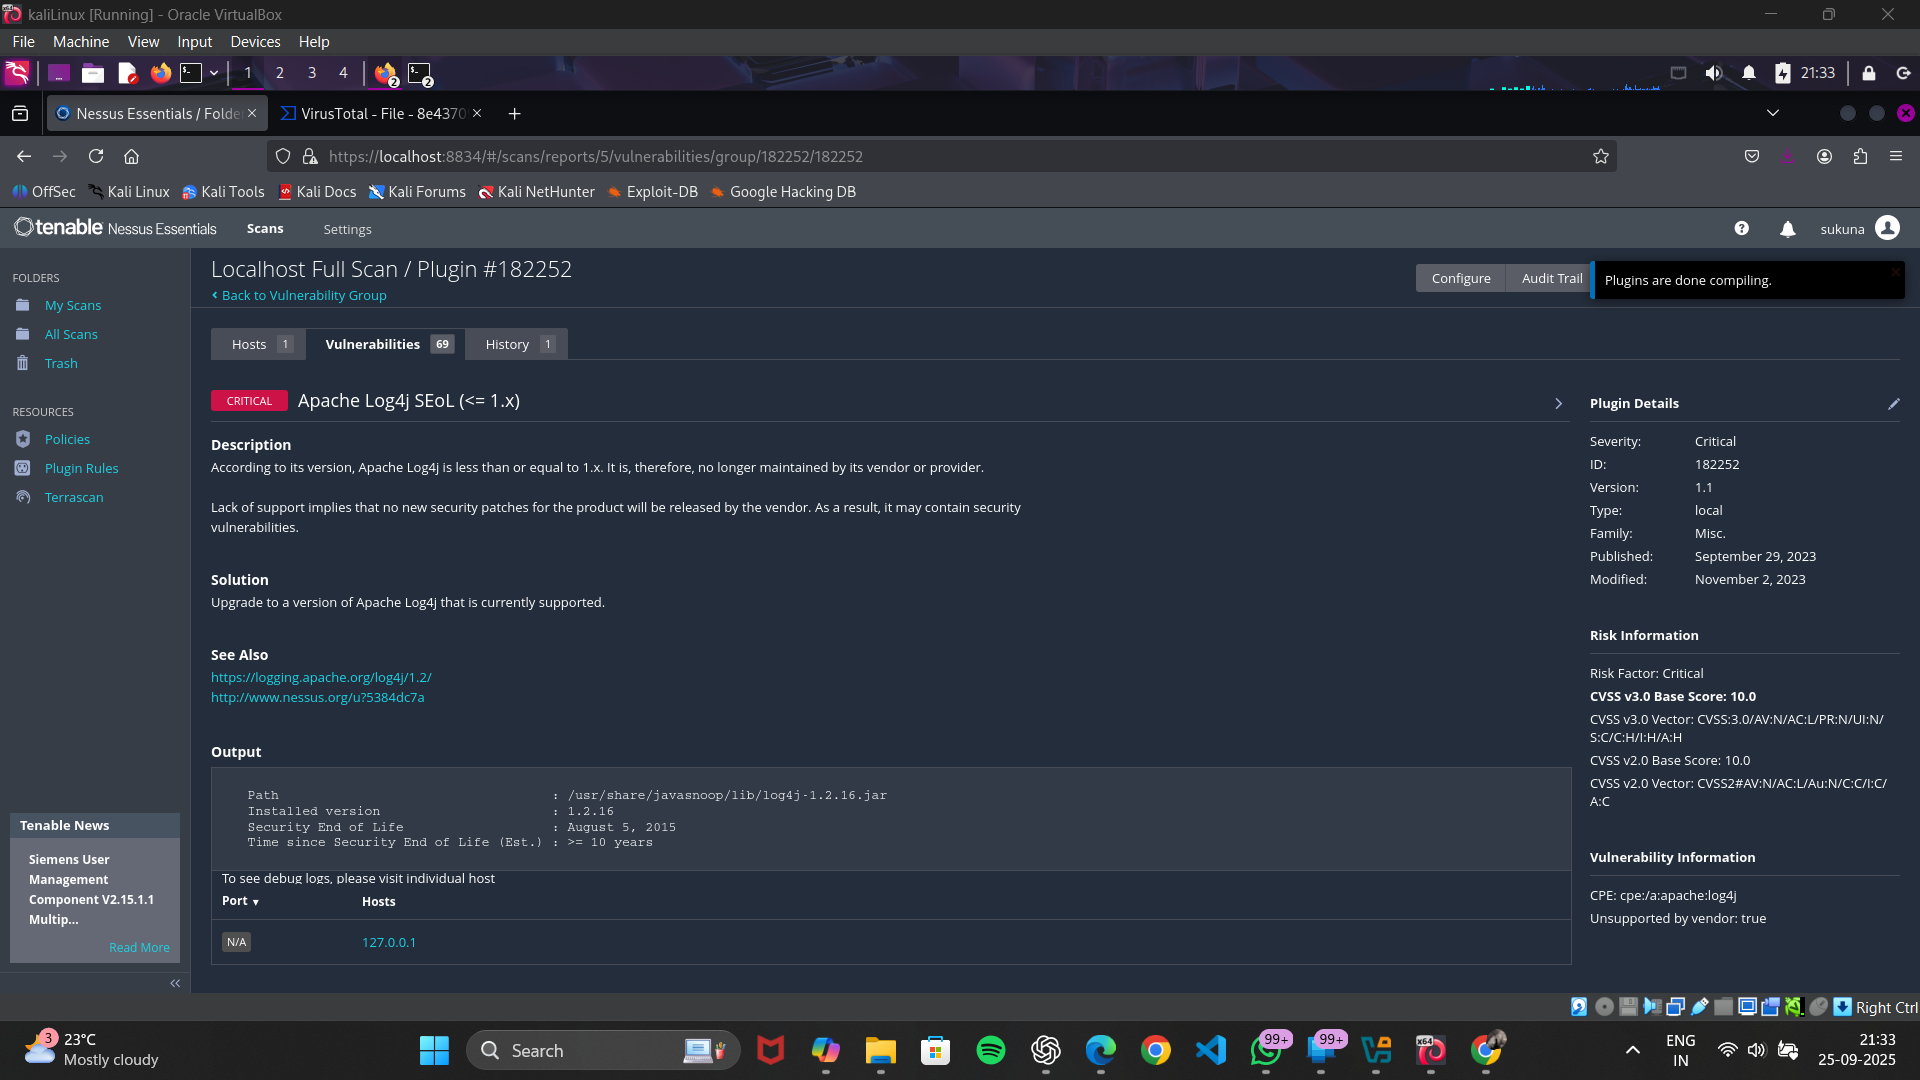 kaliLinux [Running] - Oracle VirtualBox
File Machine View Input Devices Help
1 2 3 4 2 2 21:33
Nessus Essentials / Folde VirusTotal - File - 8e4370
https://localhost:8834/#/scans/reports/5/vulnerabilities/group/182252/182252
OffSec Kali Linux Kali Tools Kali Docs Kali Forums Kali NetHunter Exploit-DB Google Hacking DB
tenable Nessus Essentials Scans Settings sukuna
FOLDERS
My Scans
All Scans
Trash
RESOURCES
Policies
Plugin Rules
Terrascan
Tenable News
Siemens User
Management
Component V2.15.1.1
Multip...
Read More
Localhost Full Scan / Plugin #182252
‹ Back to Vulnerability Group
Configure Audit Trail
Plugins are done compiling.
Hosts 1 Vulnerabilities 69 History 1
CRITICAL Apache Log4j SEoL (<= 1.x)
Description
According to its version, Apache Log4j is less than or equal to 1.x. It is, therefore, no longer maintained by its vendor or provider.
Lack of support implies that no new security patches for the product will be released by the vendor. As a result, it may contain security
vulnerabilities.
Solution
Upgrade to a version of Apache Log4j that is currently supported.
See Also
https://logging.apache.org/log4j/1.2/
http://www.nessus.org/u?5384dc7a
Output
Path : /usr/share/javasnoop/lib/log4j-1.2.16.jar
Installed version : 1.2.16
Security End of Life : August 5, 2015
Time since Security End of Life (Est.) : >= 10 years
To see debug logs, please visit individual host
Port ▼ Hosts
N/A 127.0.0.1
Plugin Details
Severity: Critical
ID: 182252
Version: 1.1
Type: local
Family: Misc.
Published: September 29, 2023
Modified: November 2, 2023
Risk Information
Risk Factor: Critical
CVSS v3.0 Base Score: 10.0
CVSS v3.0 Vector: CVSS:3.0/AV:N/AC:L/PR:N/UI:N/
S:C/C:H/I:H/A:H
CVSS v2.0 Base Score: 10.0
CVSS v2.0 Vector: CVSS2#AV:N/AC:L/Au:N/C:C/I:C/
A:C
Vulnerability Information
CPE: cpe:/a:apache:log4j
Unsupported by vendor: true
Right Ctrl
3 23°C
Mostly cloudy
Search
99+ 99+
x64
ENG
IN
21:33
25-09-2025